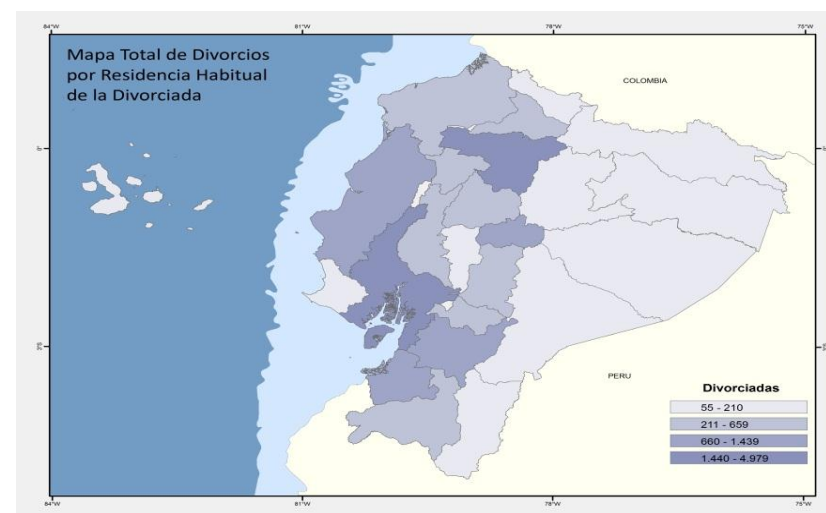 84°W
81°W
78°W
75°W
Mapa Total de Divorcios
por Residencia Habitual
de la Divorciada
COLOMBIA
PERU
Divorciadas
55 - 210
211 - 659
660 - 1.439
1.440 - 4.979
84°W
81°W
78°W
75°W